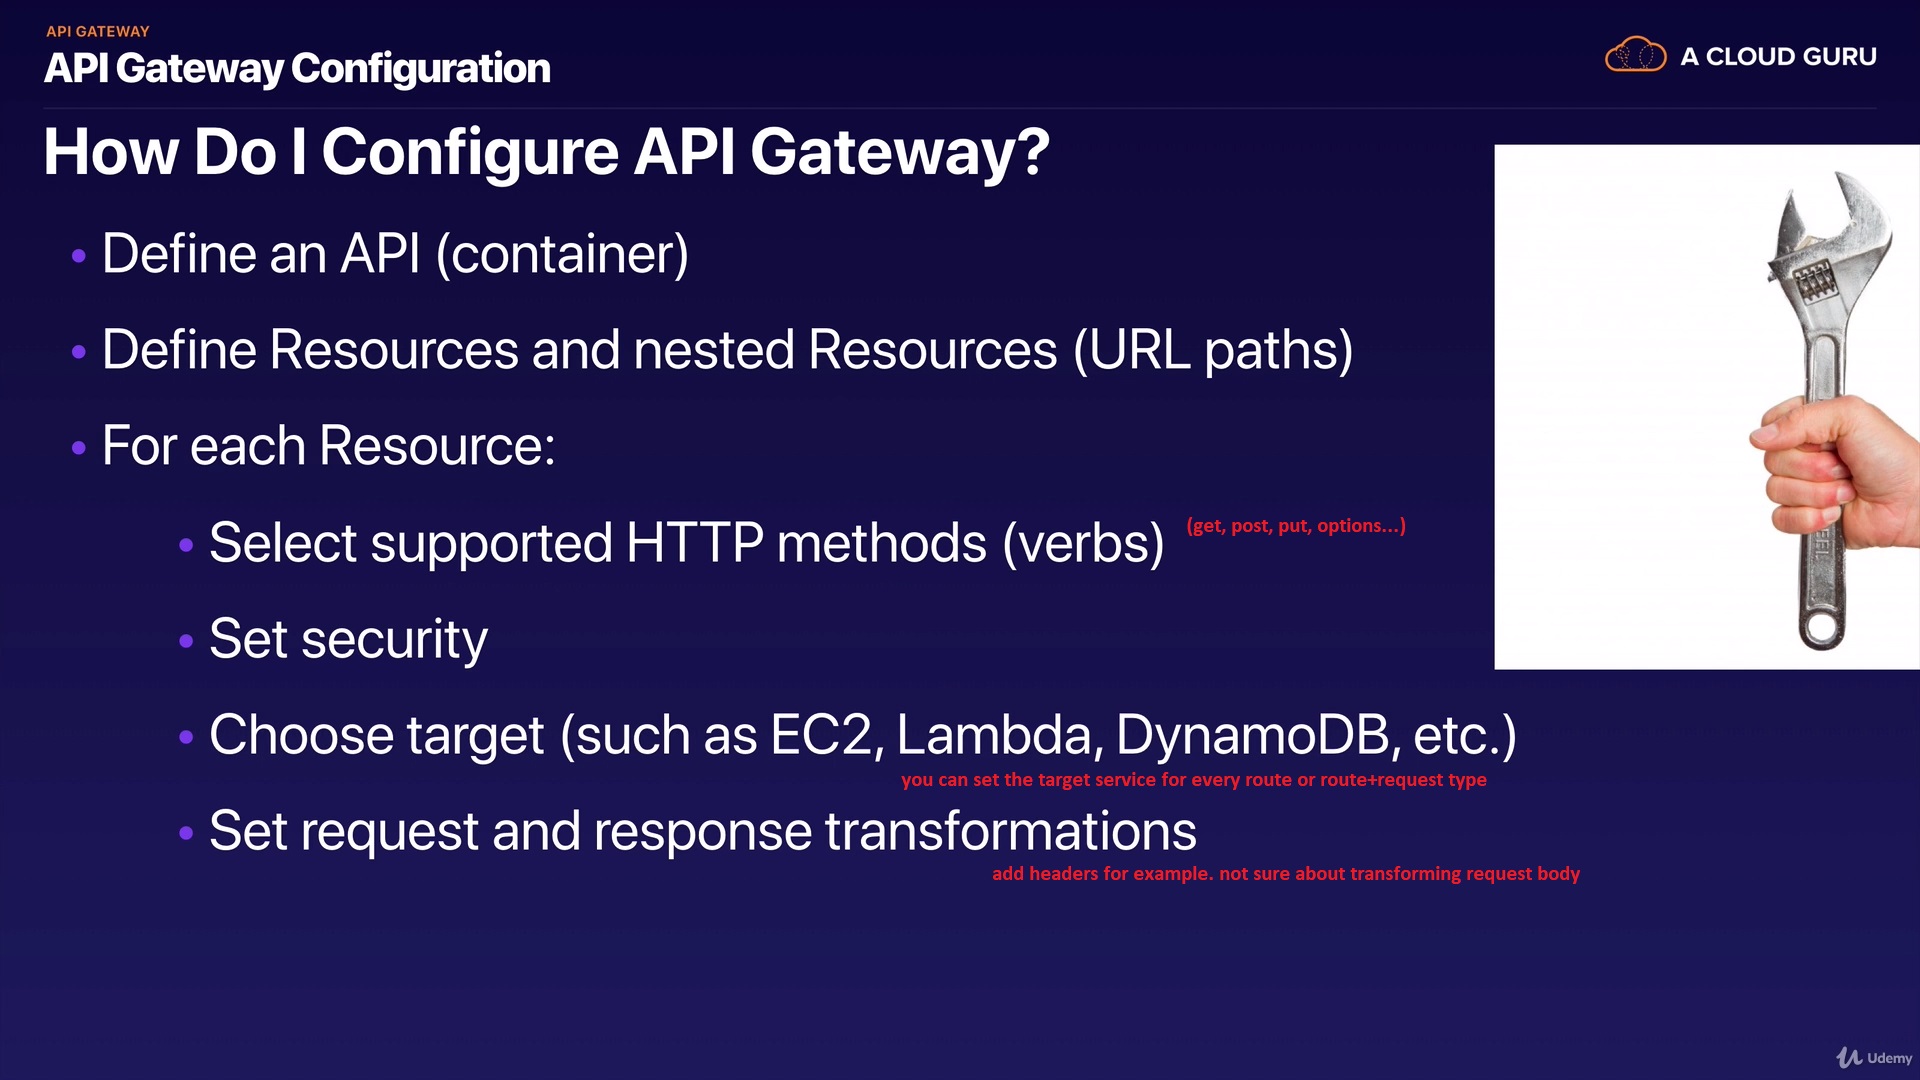 API GATEWAY
API Gateway Configuration
A CLOUD GURU
How Do I Configure API Gateway?
• Define an API (container)
• Define Resources and nested Resources (URL paths)
• For each Resource:
• Select supported HTTP methods (verbs) (get, post, put, options...)
• Set security
• Choose target (such as EC2, Lambda, DynamoDB, etc.)
you can set the target service for every route or route+request type
• Set request and response transformations
add headers for example. not sure about transforming request body
Udemy